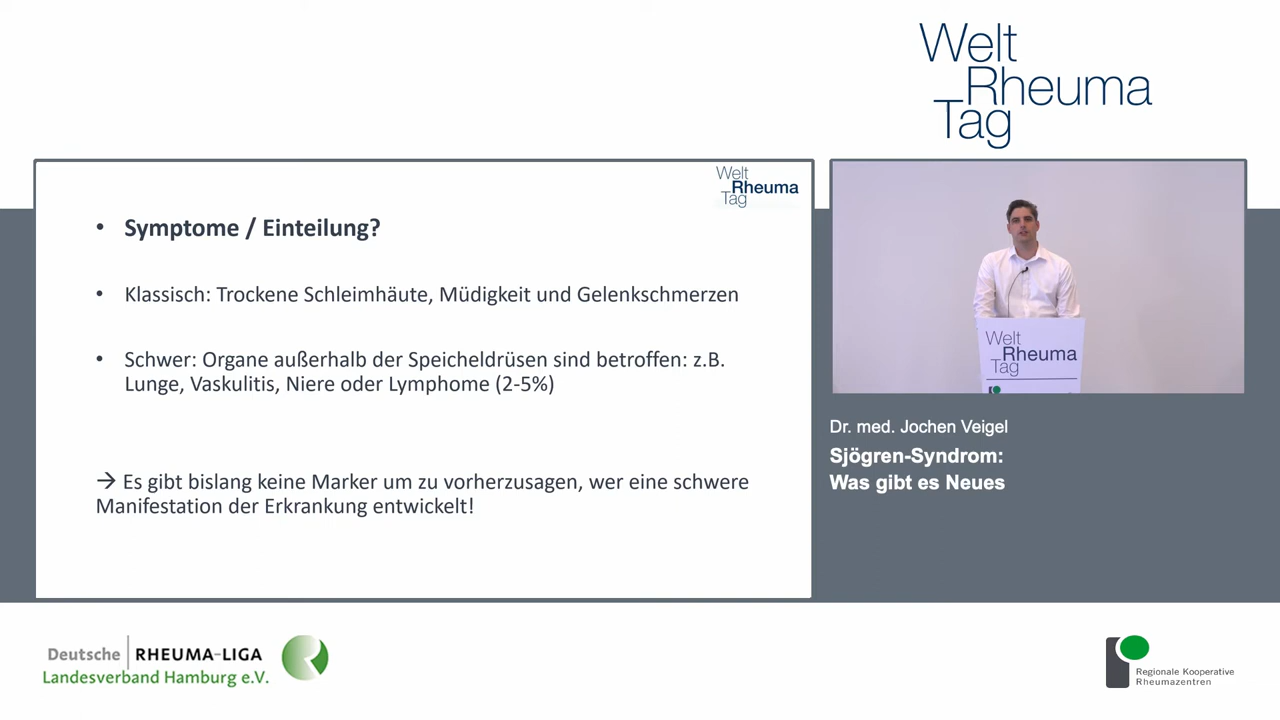 Welt
Rheuma
Tag
Welt
Rheuma
Tag
• Symptome / Einteilung?
• Klassisch: Trockene Schleimhäute, Müdigkeit und Gelenkschmerzen
• Schwer: Organe außerhalb der Speicheldrüsen sind betroffen: z.B.
Lunge, Vaskulitis, Niere oder Lymphome (2-5%)
→ Es gibt bislang keine Marker um zu vorherzusagen, wer eine schwere
Manifestation der Erkrankung entwickelt!
Welt
Rheuma
Tag
Dr. med. Jochen Veigel
Sjögren-Syndrom:
Was gibt es Neues
Deutsche RHEUMA-LIGA
Landesverband Hamburg e.V.
Regionale Kooperative
Rheumazentren